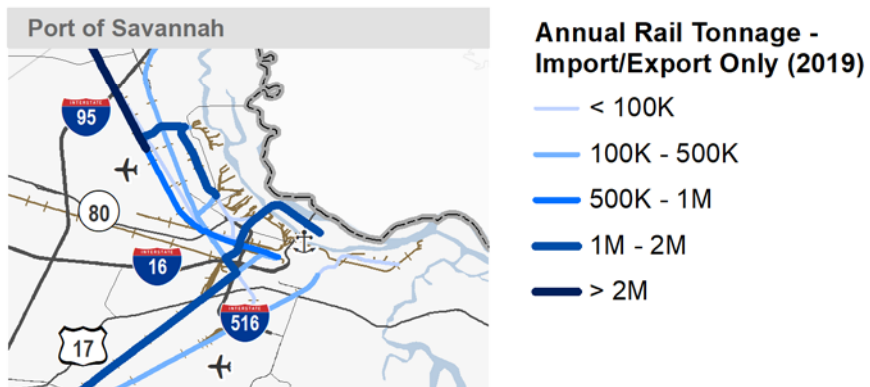 Port of Savannah
Annual Rail Tonnage -
Import/Export Only (2019)
< 100K
100K - 500K
500K - 1M
1M - 2M
> 2M
INTERSTATE
95
80
INTERSTATE
16
INTERSTATE
516
17